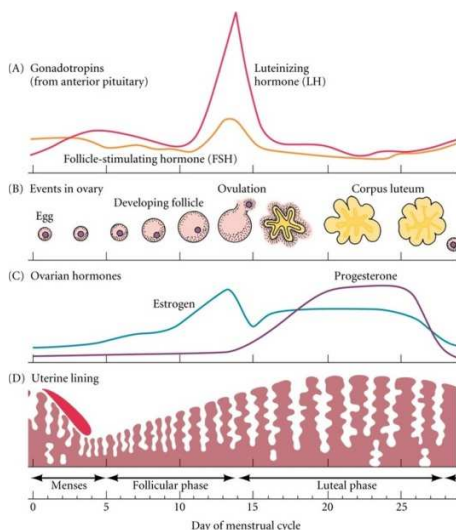 (A)
Gonadotropins
(from anterior pituitary)
Luteinizing
hormone (LH)
Follicle-stimulating hormone (FSH)
(B) Events in ovary
Ovulation
Corpus luteum
Developing follicle
Egg
(C) Ovarian hormones
Progesterone
Estrogen
(D) Uterine lining
Menses Follicular phase Luteal phase
0 5 10 15 20 25
Day of menstrual cycle